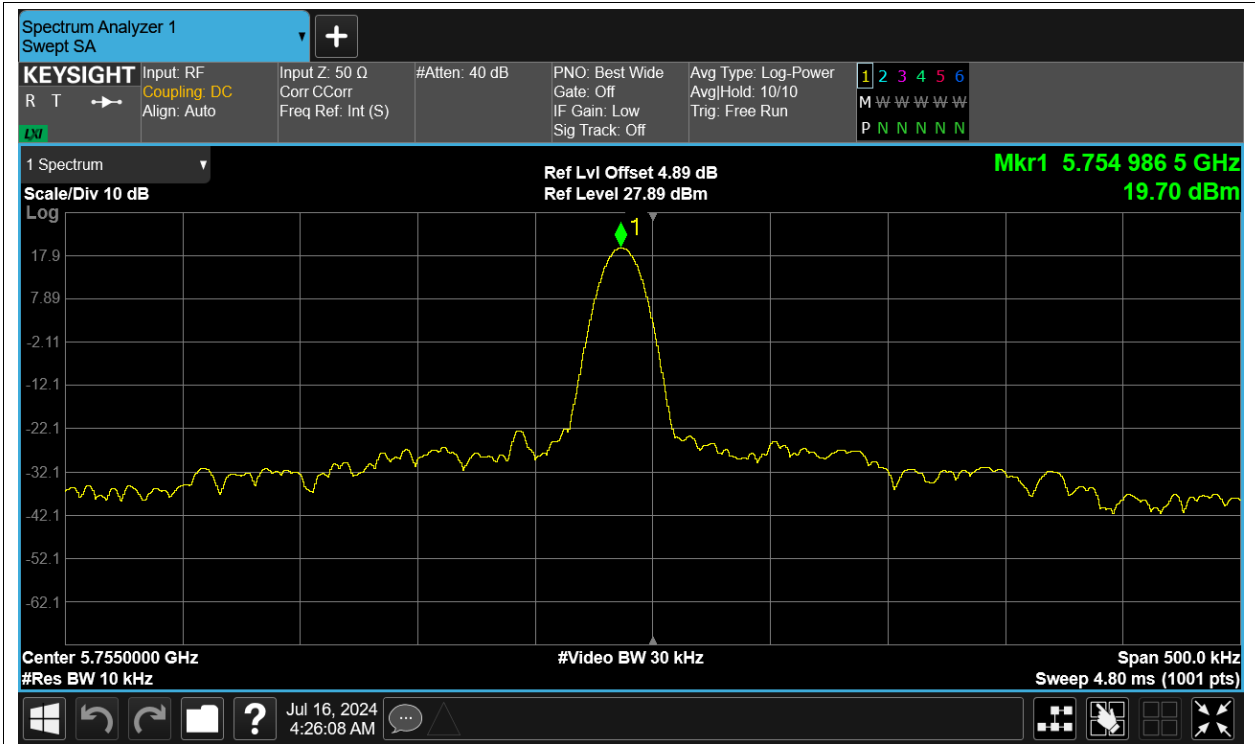 Spectrum Analyzer 1
Swept SA
+
KEYSIGHT
R T
LXI
Input: RF
Coupling: DC
Align: Auto
Input Z: 50 Ω
Corr CCorr
Freq Ref: Int (S)
#Atten: 40 dB
PNO: Best Wide
Gate: Off
IF Gain: Low
Sig Track: Off
Avg Type: Log-Power
Avg|Hold: 10/10
Trig: Free Run
1 2 3 4 5 6
M W W W W W
P N N N N N
1 Spectrum
Scale/Div 10 dB
Log
Ref Lvl Offset 4.89 dB
Ref Level 27.89 dBm
Mkr1 5.754 986 5 GHz
19.70 dBm
1
17.9
7.89
-2.11
-12.1
-22.1
-32.1
-42.1
-52.1
-62.1
Center 5.7550000 GHz
#Video BW 30 kHz
Span 500.0 kHz
#Res BW 10 kHz
Sweep 4.80 ms (1001 pts)
?
Jul 16, 2024
4:26:08 AM